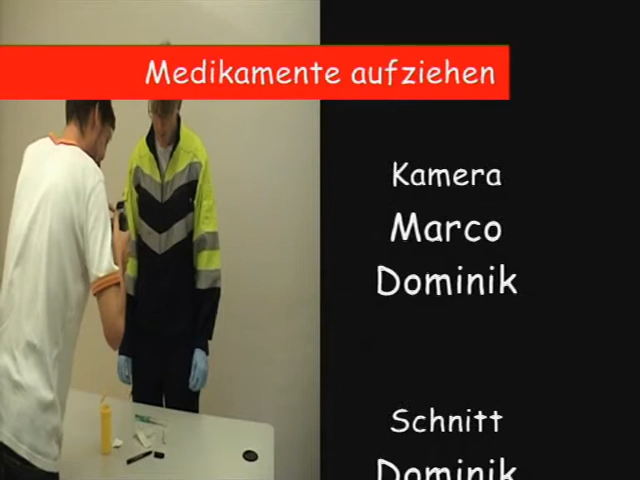 Medikamente aufziehen
Kamera
Marco
Dominik
Schnitt
Dominik